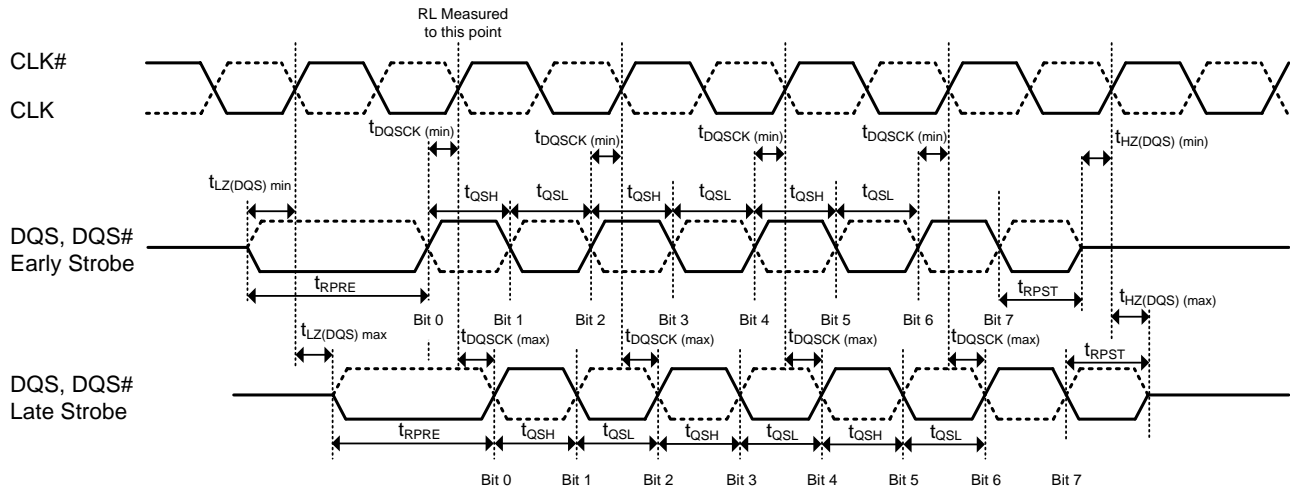 RL Measured
to this point
CLK#
CLK
tDQSCK (min)
tDQSCK (min)
tDQSCK (min)
tDQSCK (min)
tHZ(DQS) (min)
tLZ(DQS) min
tQSH
tQSL
tQSH
tQSL
tQSH
tQSL
DQS, DQS#
Early Strobe
tRPRE
tRPST
Bit 0
Bit 1
Bit 2
Bit 3
Bit 4
Bit 5
Bit 6
Bit 7
tHZ(DQS) (max)
tLZ(DQS) max
tDQSCK (max)
tDQSCK (max)
tDQSCK (max)
tDQSCK (max)
tRPST
DQS, DQS#
Late Strobe
tRPRE
tQSH
tQSL
tQSH
tQSL
tQSH
tQSL
Bit 0
Bit 1
Bit 2
Bit 3
Bit 4
Bit 5
Bit 6
Bit 7